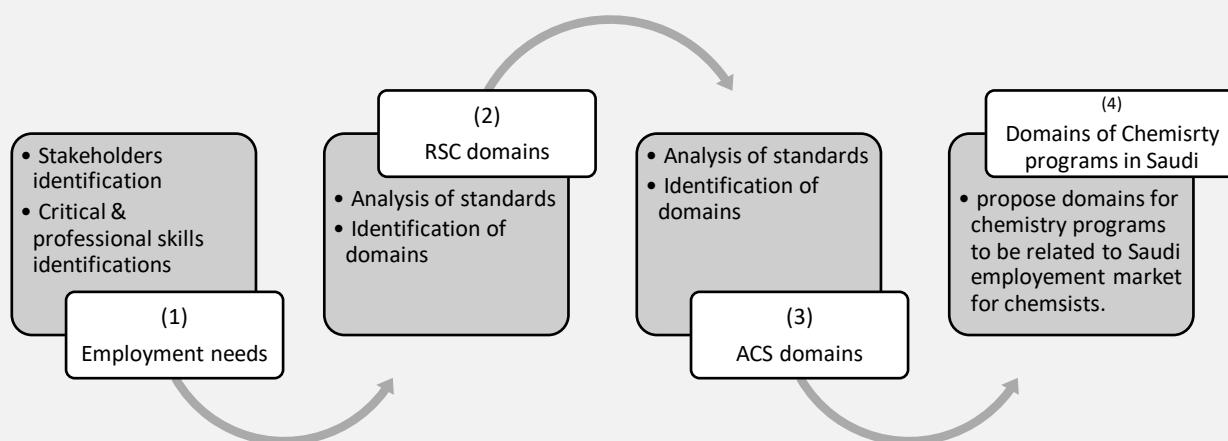 • Stakeholders
identification
• Critical &
professional skills
identifications
(1)
Employment needs
(2)
RSC domains
• Analysis of standards
• Identification of
domains
• Analysis of standards
• Identification of
domains
(3)
ACS domains
(4)
Domains of Chemisrty
programs in Saudi
• propose domains for
chemistry programs
to be related to Saudi
employement market
for chemsists.